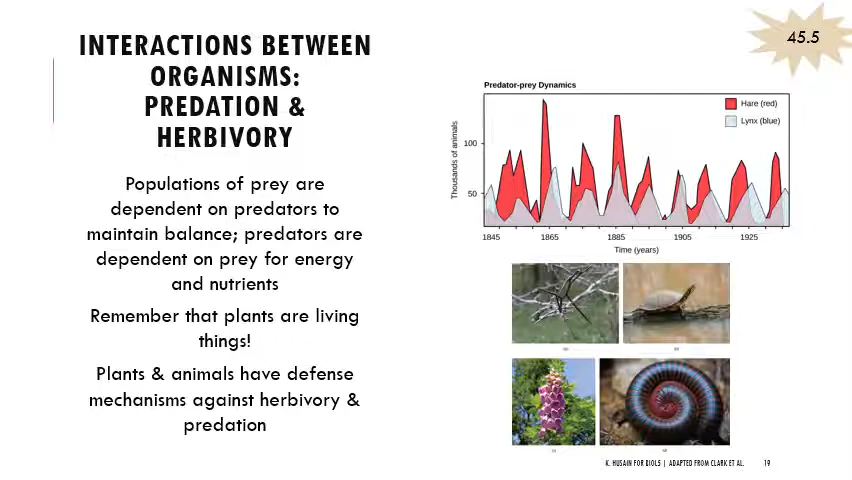 INTERACTIONS BETWEEN
ORGANISMS:
PREDATION &
HERBIVORY
45.5
Populations of prey are
dependent on predators to
maintain balance; predators are
dependent on prey for energy
and nutrients
Remember that plants are living
things!
Plants & animals have defense
mechanisms against herbivory &
predation
Predator-prey Dynamics
Hare (red)
Lynx (blue)
Thousands of animals
100
50
1845 1865 1885 1905 1925
Time (years)
K. HUSAIN FOR BIOL5 | ADAPTED FROM CLARK ET AL. 19